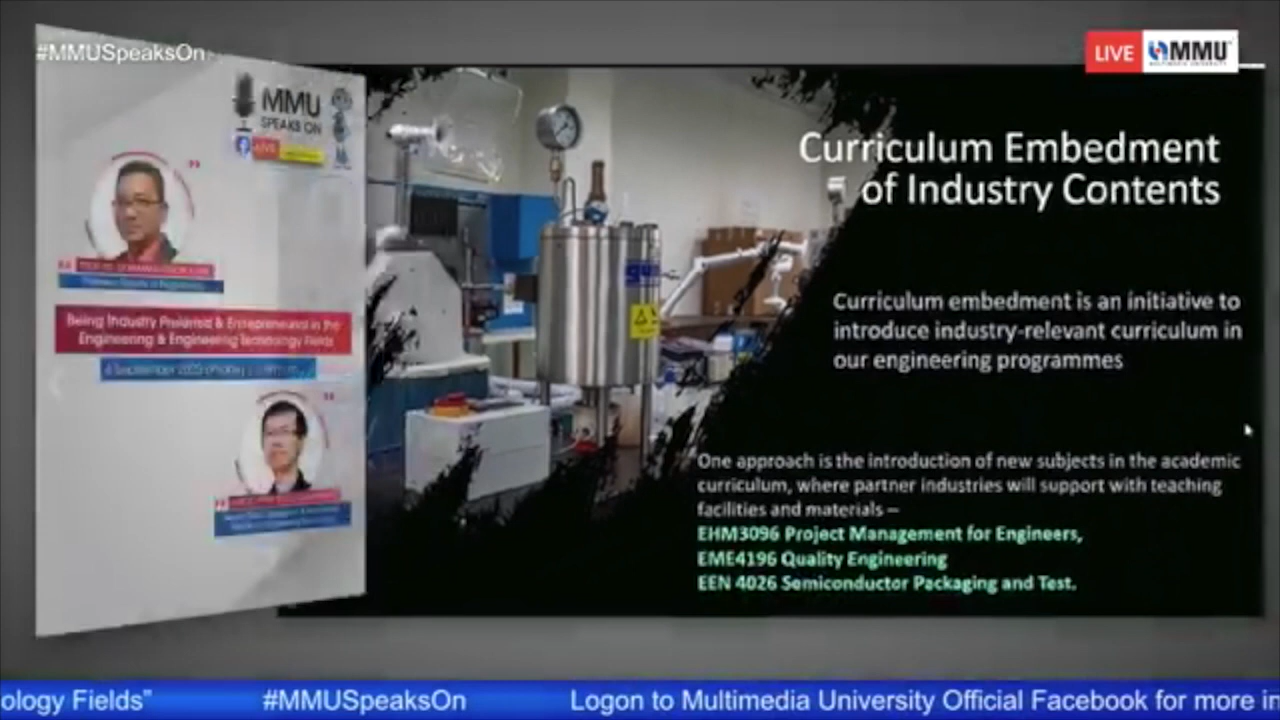 #MMUSpeaksOn
LIVE MMU
MULTIMEDIA UNIVERSITY
MMU
SPEAKS ON
LIVE
Being Industry Preferred & Entrepreneurial in the
Engineering & Engineering Technology Fields
Curriculum Embedment
of Industry Contents
Curriculum embedment is an initiative to
introduce industry-relevant curriculum in
our engineering programmes
One approach is the introduction of new subjects in the academic
curriculum, where partner industries will support with teaching
facilities and materials –
EHM3096 Project Management for Engineers,
EME4196 Quality Engineering
EEN 4026 Semiconductor Packaging and Test.
ology Fields" #MMUSpeaksOn Logon to Multimedia University Official Facebook for more in